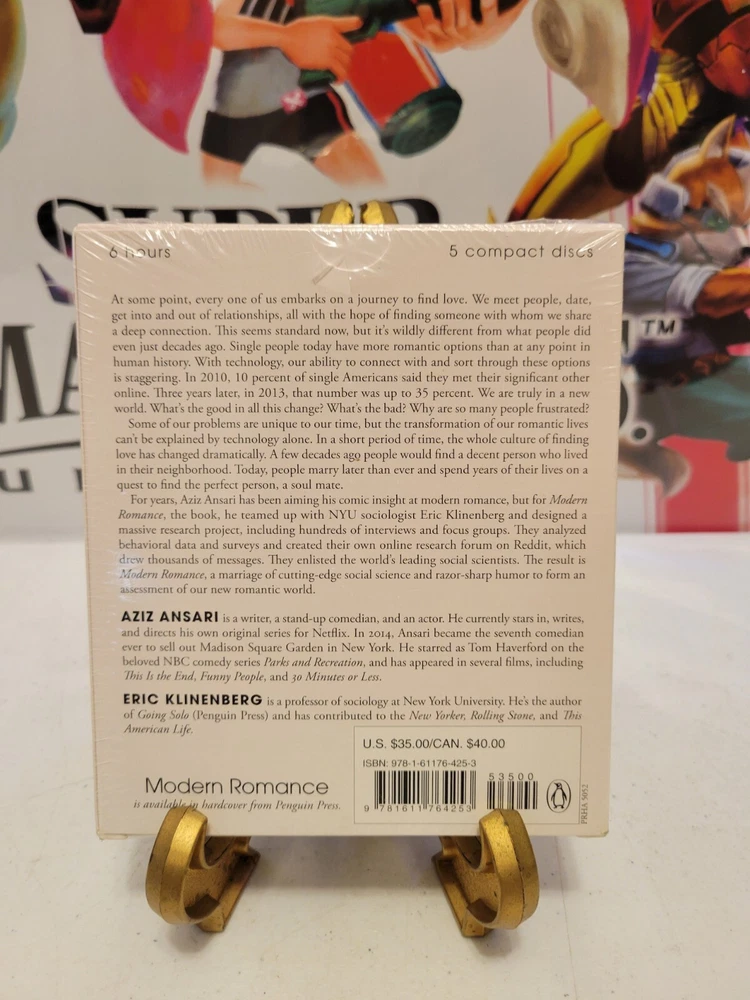 SUPER
TM
6 hours
5 compact discs
At some point, every one of us embarks on a journey to find love. We meet people, date,
get into and out of relationships, all with the hope of finding someone with whom we share
a deep connection. This seems standard now, but it's wildly different from what people did
even just decades ago. Single people today have more romantic options than at any point in
human history. With technology, our ability to connect with and sort through these options
is staggering. In 2010, 10 percent of single Americans said they met their significant other
online. Three years later, in 2013, that number was up to 35 percent. We are truly in a new
world. What's the good in all this change? What's the bad? Why are so many people frustrated?
Some of our problems are unique to our time, but the transformation of our romantic lives
can't be explained by technology alone. In a short period of time, the whole culture of finding
love has changed dramatically. A few decades ago people would find a decent person who lived
in their neighborhood. Today, people marry later than ever and spend years of their lives on a
quest to find the perfect person, a soul mate.
For years, Aziz Ansari has been aiming his comic insight at modern romance, but for Modern
Romance, the book, he teamed up with NYU sociologist Eric Klinenberg and designed a
massive research project, including hundreds of interviews and focus groups. They analyzed
behavioral data and surveys and created their own online research forum on Reddit, which
drew thousands of messages. They enlisted the world's leading social scientists. The result is
Modern Romance, a marriage of cutting-edge social science and razor-sharp humor to form an
assessment of our new romantic world.
AZIZ ANSARI is a writer, a stand-up comedian, and an actor. He currently stars in, writes,
and directs his own original series for Netflix. In 2014, Ansari became the seventh comedian
ever to sell out Madison Square Garden in New York. He starred as Tom Haverford on the
beloved NBC comedy series Parks and Recreation, and has appeared in several films, including
This Is the End, Funny People, and 30 Minutes or Less.
ERIC KLINENBERG is a professor of sociology at New York University. He's the author
of Going Solo (Penguin Press) and has contributed to the New Yorker, Rolling Stone, and This
American Life.
U.S. $35.00/CAN. $40.00
ISBN: 978-1-61176-425-3
53500
9 781611 764253
PRHA 5052
Modern Romance
is available in hardcover from Penguin Press.